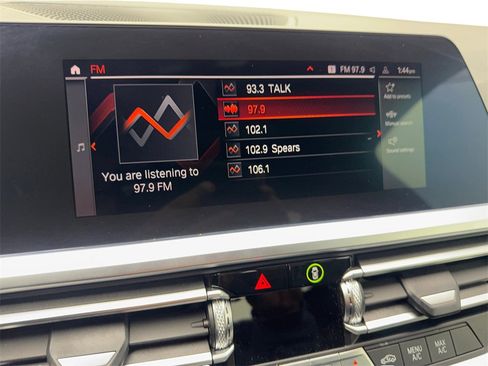 FM
FM 97.9
1:44pm
93.3 TALK
97.9
102.1
102.9 Spears
106.1
You are listening to
97.9 FM
Add to presets
Manual search
Sound settings
MENU
A/C
MAX
A/C